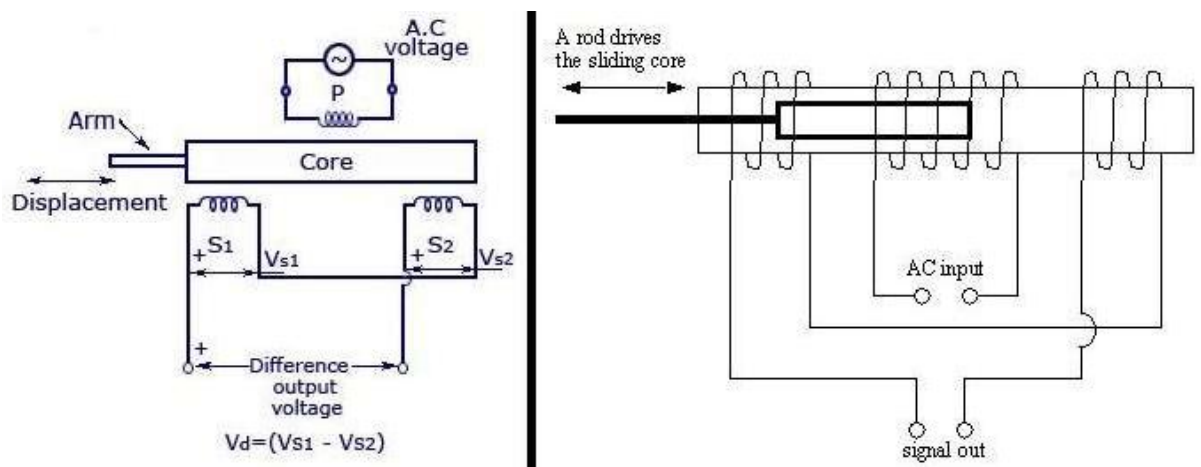 A.C
voltage
~
P
Arm
Core
Displacement
+ S1
Vs1
+ S2
Vs2
+
Difference
output
voltage
Vd=(Vs1 - Vs2)
A rod drives
the sliding core
AC input
signal out